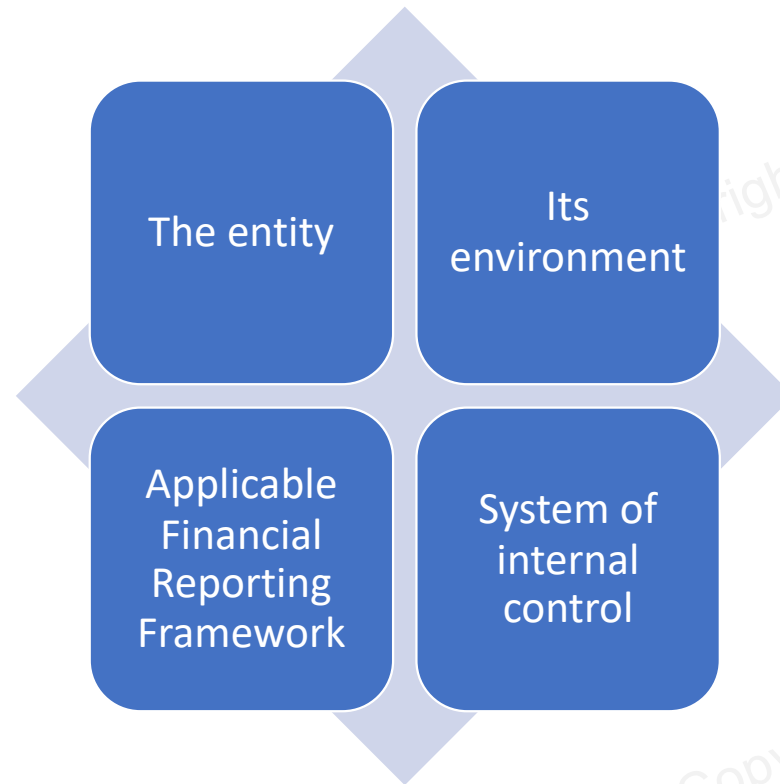 The entity
Its
environment
Applicable
Financial
Reporting
Framework
System of
internal
control